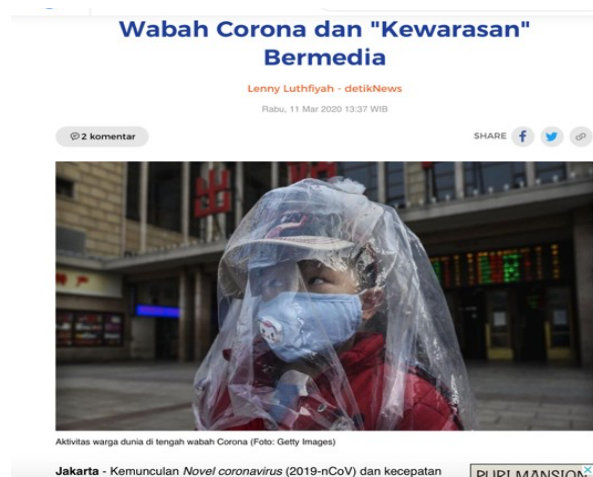 Wabah Corona dan "Kewarasan"
Bermedia
Lenny Luthfiyah - detikNews
Rabu, 11 Mar 2020 13:37 WIB
2 komentar
SHARE
Aktivitas warga dunia di tengah wabah Corona (Foto: Getty Images)
Jakarta - Kemunculan Novel coronavirus (2019-nCoV) dan kecepatan
PURI MANSION